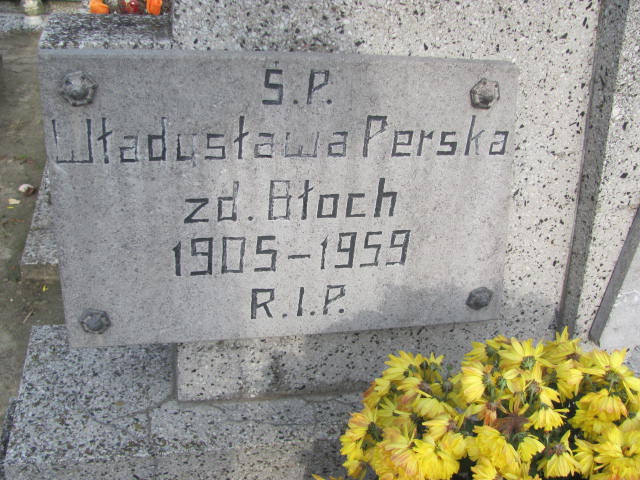 Ś.P.
Władysława Perska
zd. Błoch
1905-1959
R.I.P.